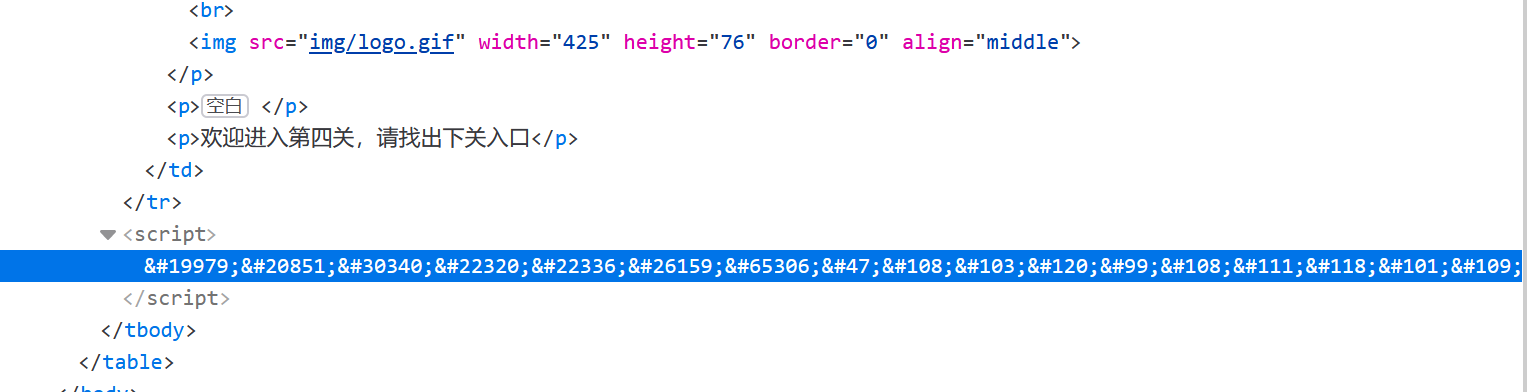 <br>
<img src="img/logo.gif" width="425" height="76" border="0" align="middle">
</p>
<p>空白 </p>
<p>欢迎进入第四关，请找出下关入口</p>
</td>
</tr>
<script>
&#19979;&#20851;&#30340;&#22320;&#22336;&#26159;&#65306;&#47;&#108;&#103;&#120;&#99;&#108;&#111;&#118;&#101;&#109;
</script>
</tbody>
</table>
</body>